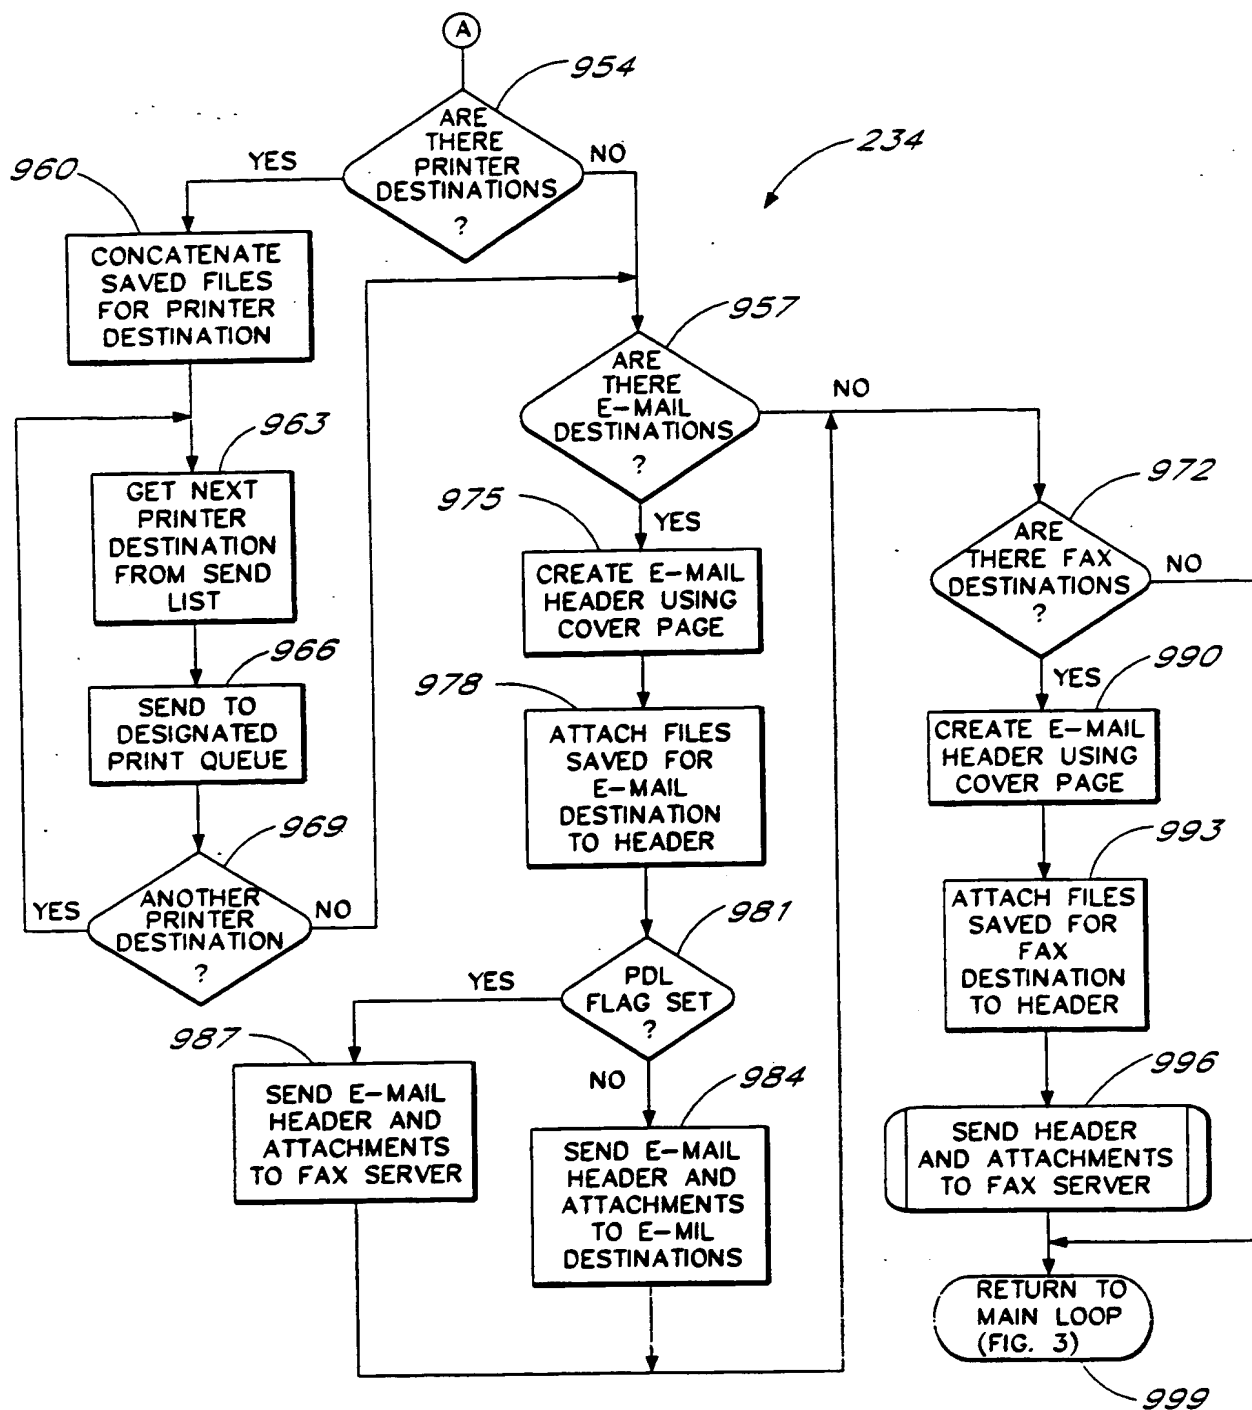 A
954
ARE
THERE
PRINTER
DESTINATIONS
?
YES
NO
234
960
CONCATENATE
SAVED FILES
FOR PRINTER
DESTINATION
957
ARE
THERE
E-MAIL
DESTINATIONS
?
NO
YES
963
GET NEXT
PRINTER
DESTINATION
FROM SEND
LIST
966
SEND TO
DESIGNATED
PRINT QUEUE
969
ANOTHER
PRINTER
DESTINATION
?
YES
NO
975
CREATE E-MAIL
HEADER USING
COVER PAGE
978
ATTACH FILES
SAVED FOR
E-MAIL
DESTINATION
TO HEADER
981
PDL
FLAG SET
?
YES
NO
987
SEND E-MAIL
HEADER AND
ATTACHMENTS
TO FAX SERVER
984
SEND E-MAIL
HEADER AND
ATTACHMENTS
TO E-MIL
DESTINATIONS
972
ARE
THERE FAX
DESTINATIONS
?
NO
YES
990
CREATE E-MAIL
HEADER USING
COVER PAGE
993
ATTACH FILES
SAVED FOR
FAX
DESTINATION
TO HEADER
996
SEND HEADER
AND ATTACHMENTS
TO FAX SERVER
RETURN TO
MAIN LOOP
(FIG. 3)
999